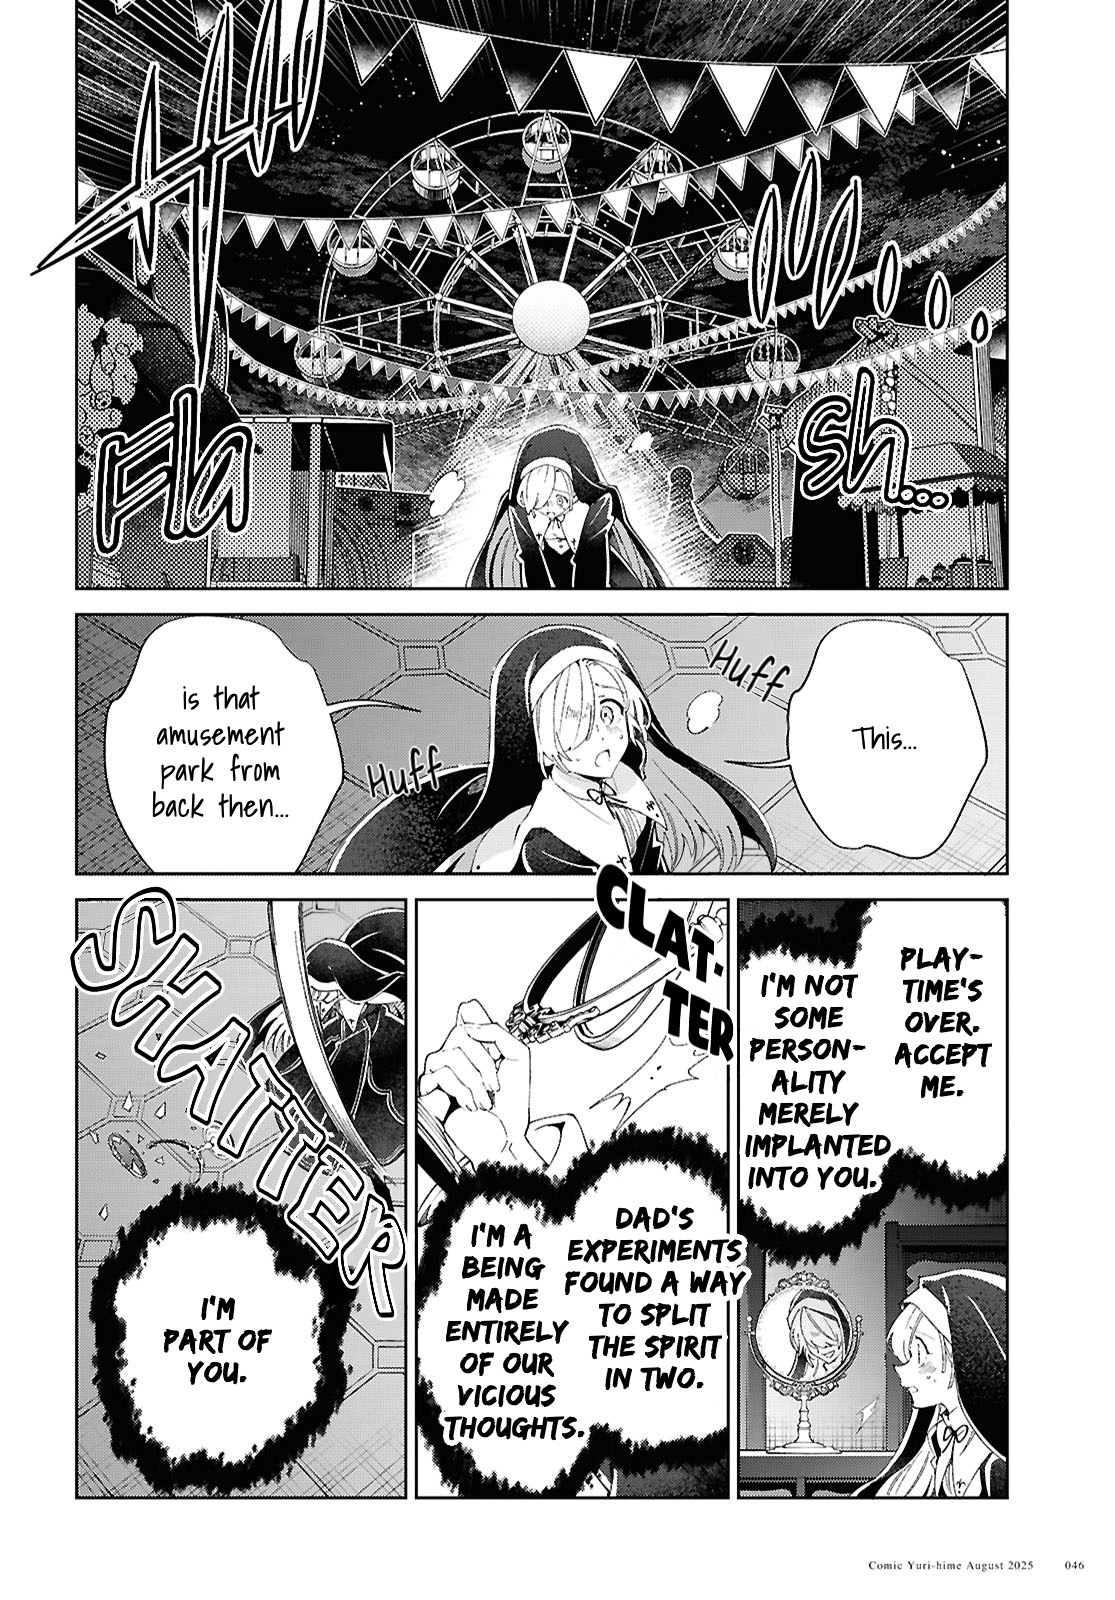 Fla
sh...
Huff
This...
Huff
is that
amusement
park from
back then...
PLAY-
TIME'S
OVER.
ACCEPT
ME.
I'M NOT
SOME
PERSON-
ALITY
MERELY
IMPLANTED
INTO YOU.
CLAT-
TER
DAD'S
EXPERIMENTS
FOUND A WAY
TO SPLIT
THE SPIRIT
IN TWO.
I'M A
BEING
MADE
ENTIRELY
OF OUR
VICIOUS
THOUGHTS.
SHATTER
I'M
PART OF
YOU.
Comic Yuri-hime August 2025 046